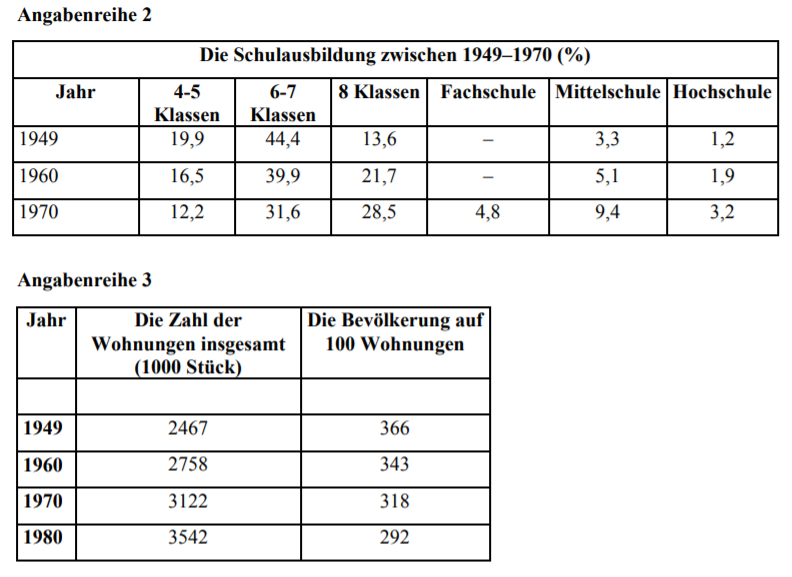 Angabenreihe 2
Die Schulausbildung zwischen 1949–1970 (%)
Jahr 4-5 Klassen 6-7 Klassen 8 Klassen Fachschule Mittelschule Hochschule
1949 19,9 44,4 13,6 – 3,3 1,2
1960 16,5 39,9 21,7 – 5,1 1,9
1970 12,2 31,6 28,5 4,8 9,4 3,2
Angabenreihe 3
Jahr Die Zahl der Wohnungen insgesamt (1000 Stück) Die Bevölkerung auf 100 Wohnungen
1949 2467 366
1960 2758 343
1970 3122 318
1980 3542 292